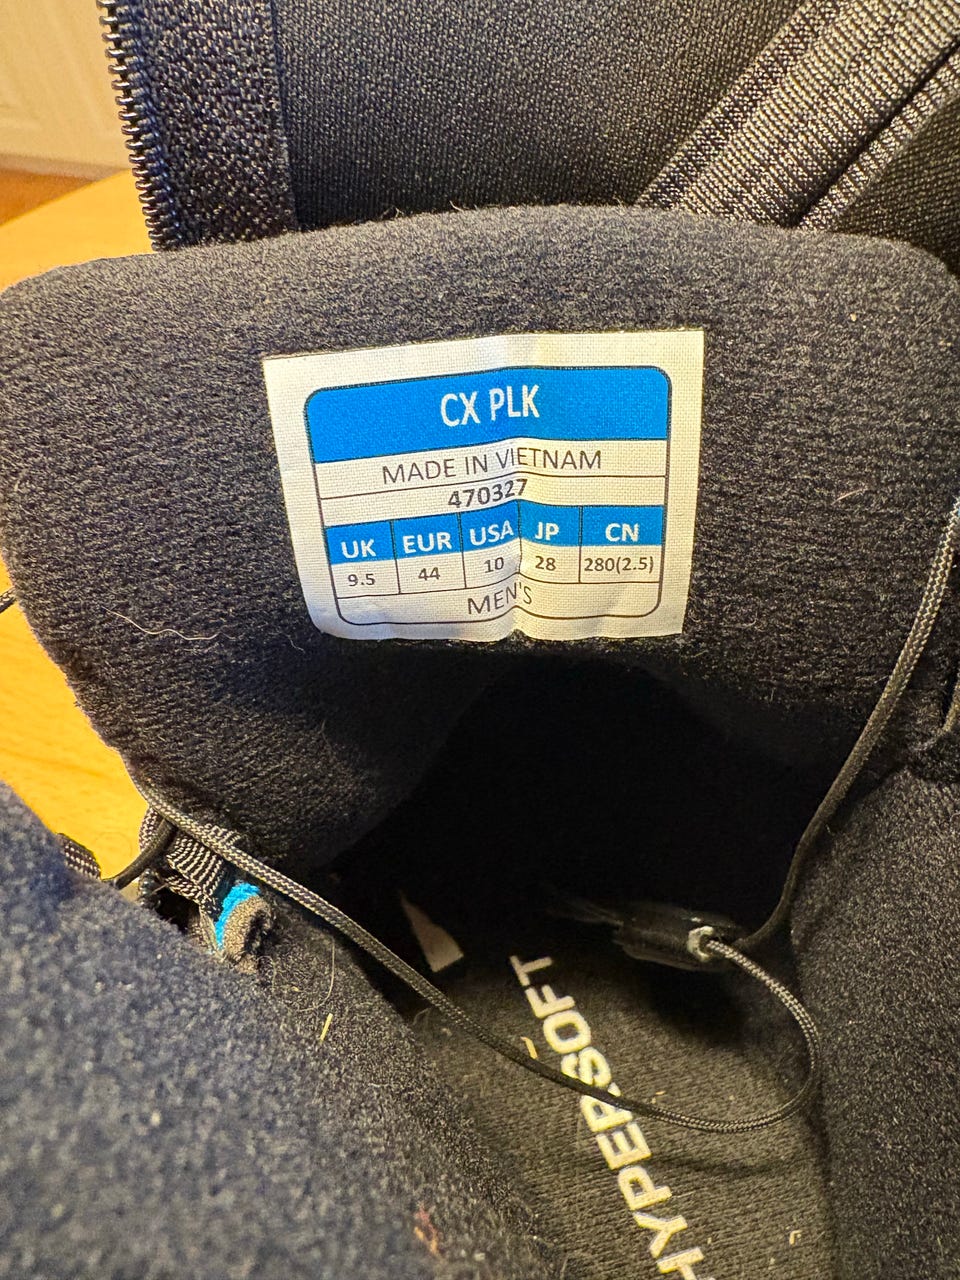 CX PLK
MADE IN VIETNAM
470327
UK EUR USA JP CN
9.5 44 10 28 280(2.5)
MEN'S
HYPERSOFT